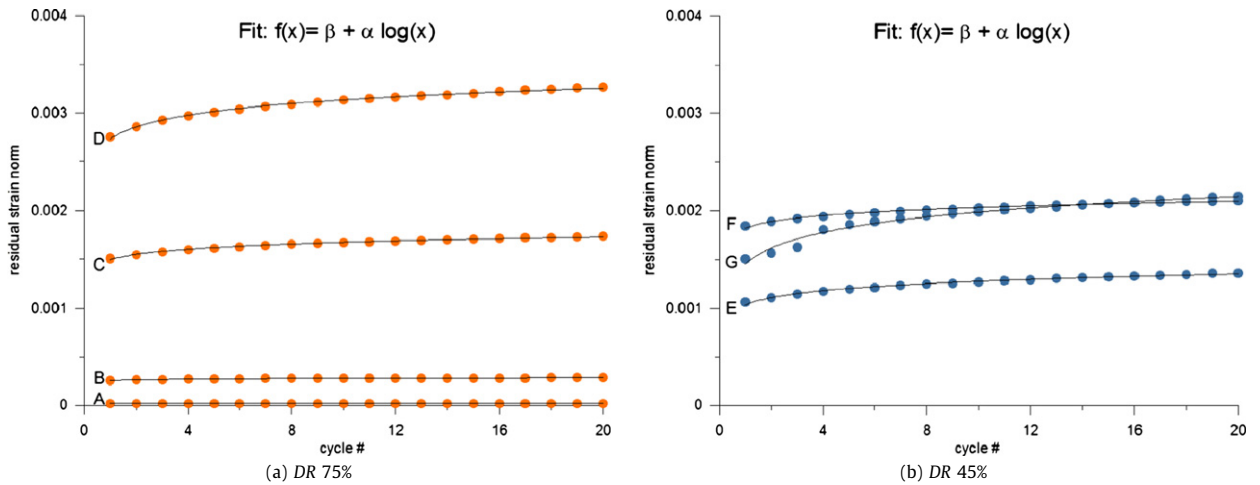 Fit: f(x)= β + α log(x)
0.004
0.003
0.002
0.001
0
residual strain norm
D
C
B
A
0 4 8 12 16 20
cycle #
(a) DR 75%
Fit: f(x)= β + α log(x)
0.004
0.003
0.002
0.001
0
residual strain norm
F
G
E
0 4 8 12 16 20
cycle #
(b) DR 45%